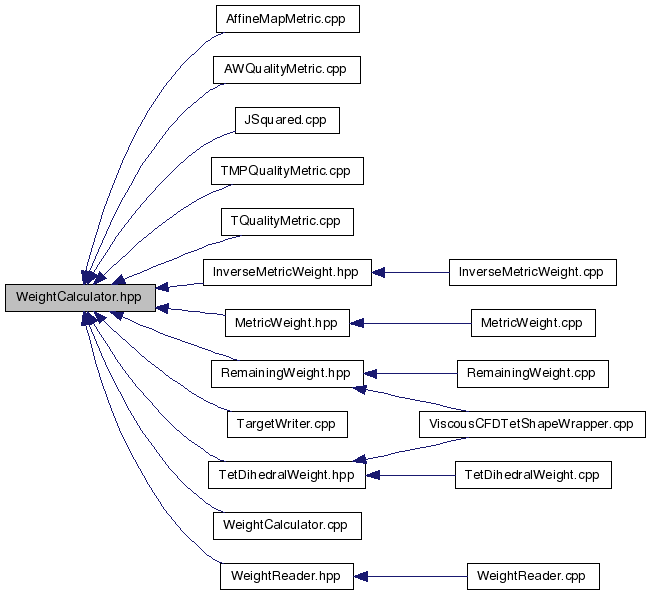 AffineMapMetric.cpp
AWQualityMetric.cpp
JSquared.cpp
TMPQualityMetric.cpp
TQualityMetric.cpp
InverseMetricWeight.hpp
InverseMetricWeight.cpp
WeightCalculator.hpp
MetricWeight.hpp
MetricWeight.cpp
RemainingWeight.hpp
RemainingWeight.cpp
TargetWriter.cpp
ViscousCFDTetShapeWrapper.cpp
TetDihedralWeight.hpp
TetDihedralWeight.cpp
WeightCalculator.cpp
WeightReader.hpp
WeightReader.cpp